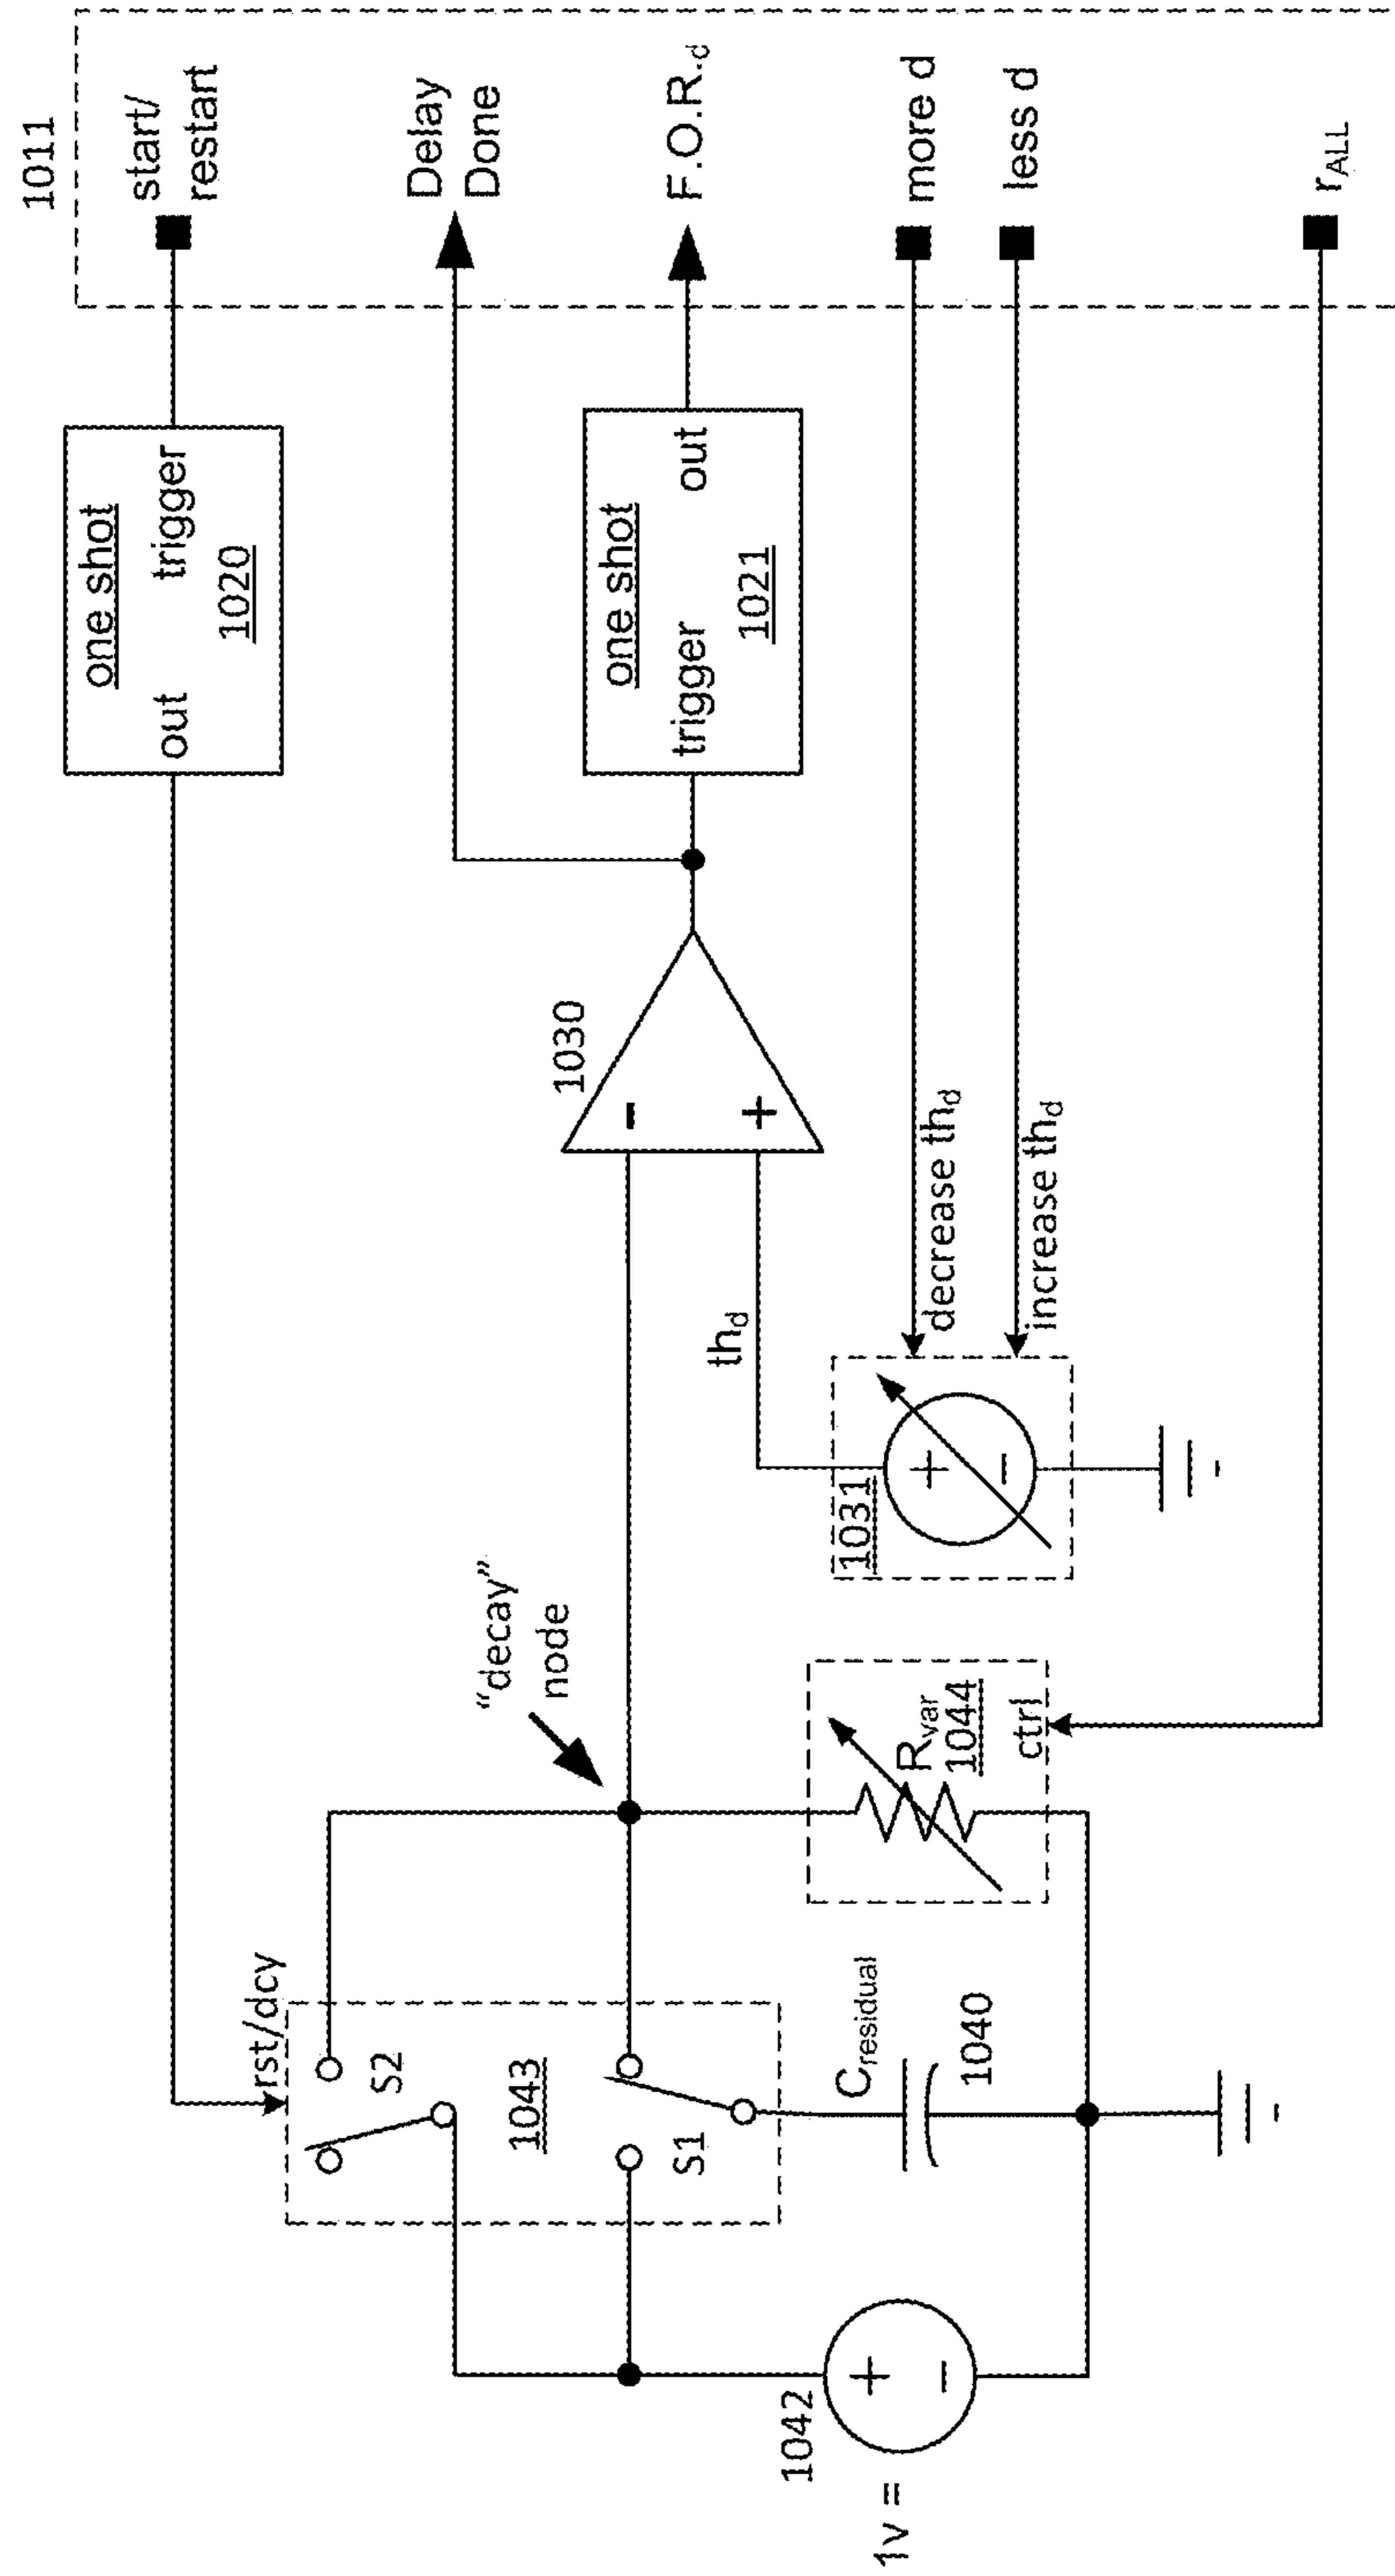 1011
start/
restart
Delay
Done
F.O.R.d
more d
less d
rALL
one shot
out trigger
1020
one shot
trigger out
1021
1030
-
+
thd
decrease thd
increase thd
1031
+
-
"decay"
node
Rvar
1044
ctrl
rst/dcy
S2
1043
S1
Cresidual
1040
1042
+
-
1v =